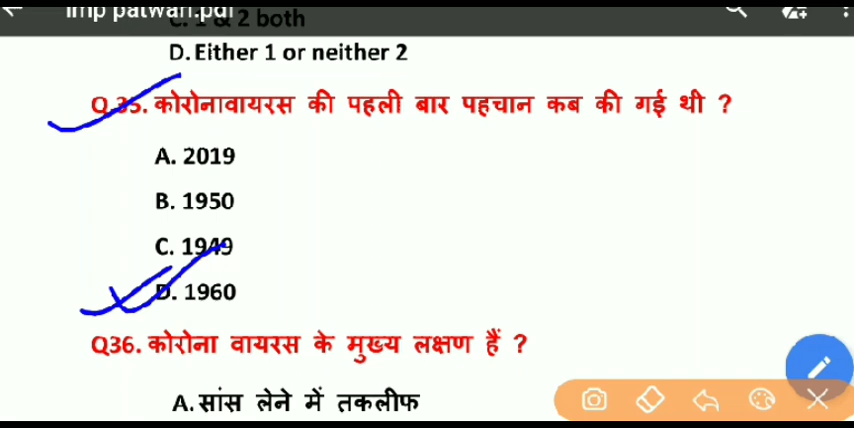 imp patwari.pdf
C. 1 & 2 both
D. Either 1 or neither 2
Q.35. कोरोनावायरस की पहली बार पहचान कब की गई थी ?
A. 2019
B. 1950
C. 1949
D. 1960
Q36. कोरोना वायरस के मुख्य लक्षण हैं ?
A. सांस लेने में तकलीफ